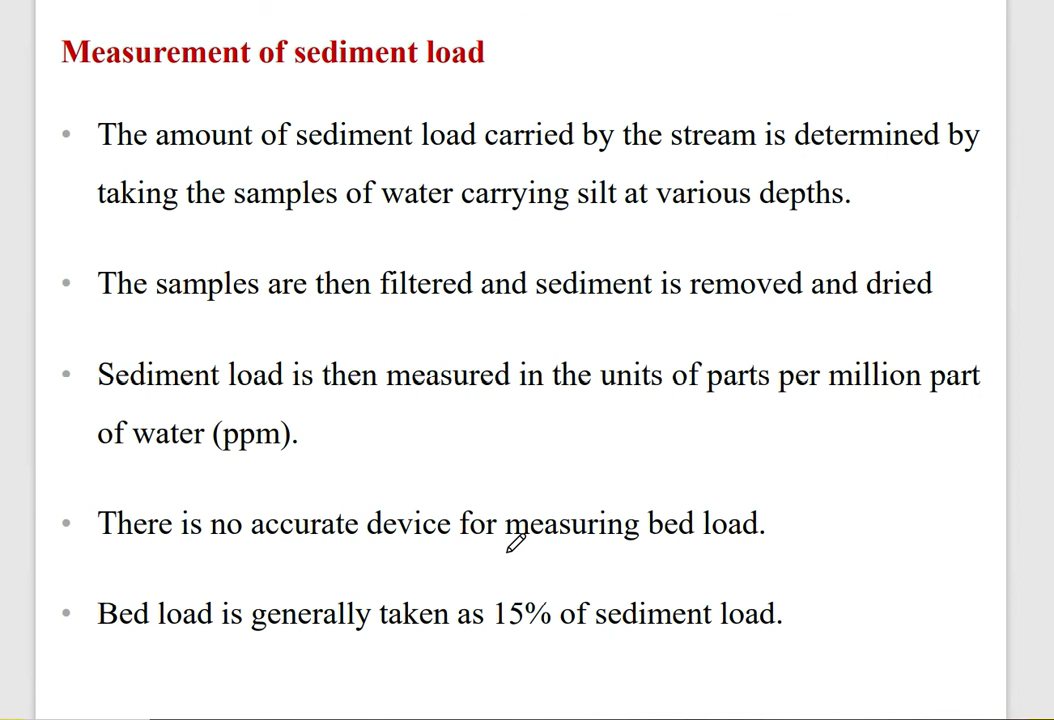 Measurement of sediment load
• The amount of sediment load carried by the stream is determined by
taking the samples of water carrying silt at various depths.
• The samples are then filtered and sediment is removed and dried
• Sediment load is then measured in the units of parts per million part
of water (ppm).
• There is no accurate device for measuring bed load.
• Bed load is generally taken as 15% of sediment load.